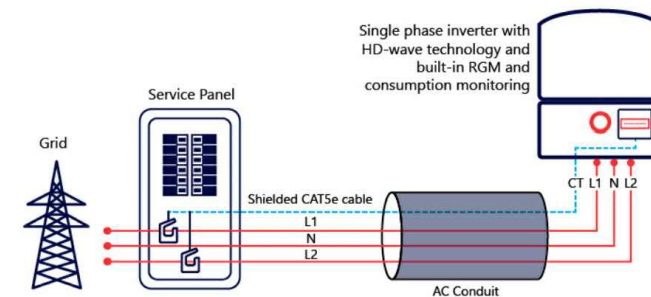 Single phase inverter with
HD-wave technology and
built-in RGM and
consumption monitoring
Service Panel
Grid
Shielded CAT5e cable
CT L1 N L2
L1
N
L2
AC Conduit